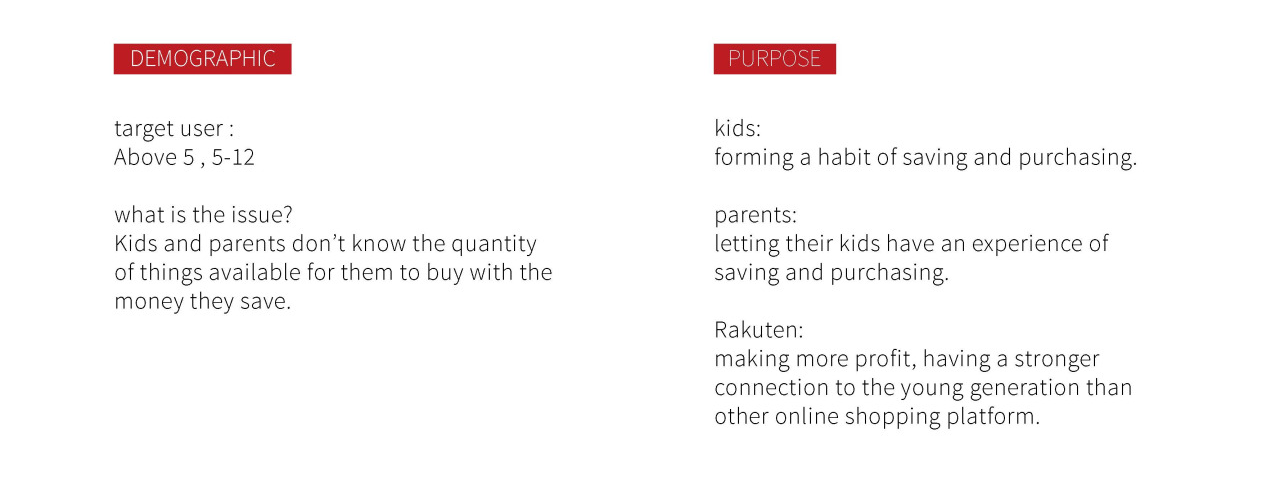 DEMOGRAPHIC
target user :
Above 5 , 5-12
what is the issue?
Kids and parents don’t know the quantity
of things available for them to buy with the
money they save.
PURPOSE
kids:
forming a habit of saving and purchasing.
parents:
letting their kids have an experience of
saving and purchasing.
Rakuten:
making more profit, having a stronger
connection to the young generation than
other online shopping platform.